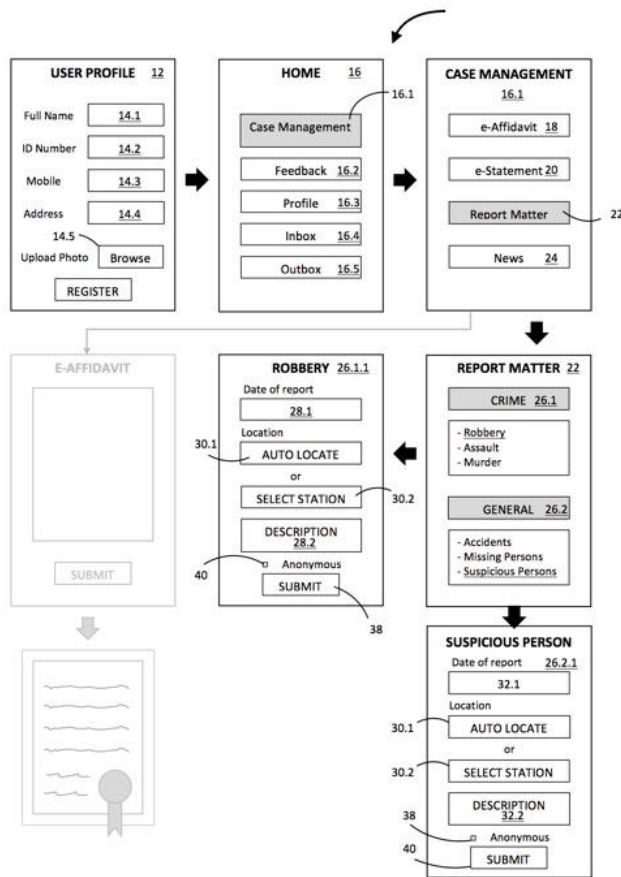 USER PROFILE 12
Full Name 14.1
ID Number 14.2
Mobile 14.3
Address 14.4
14.5
Upload Photo Browse
REGISTER
HOME 16
16.1
Case Management
Feedback 16.2
Profile 16.3
Inbox 16.4
Outbox 16.5
CASE MANAGEMENT
16.1
e-Affidavit 18
e-Statement 20
Report Matter 22
News 24
E-AFFIDAVIT
SUBMIT
ROBBERY 26.1.1
Date of report
28.1
Location
30.1
AUTO LOCATE
or
SELECT STATION
30.2
DESCRIPTION
28.2
40
Anonymous
SUBMIT
38
REPORT MATTER 22
CRIME 26.1
- Robbery
- Assault
- Murder
GENERAL 26.2
- Accidents
- Missing Persons
- Suspicious Persons
SUSPICIOUS PERSON
Date of report 26.2.1
32.1
Location
30.1
AUTO LOCATE
or
30.2
SELECT STATION
DESCRIPTION
32.2
38
Anonymous
40
SUBMIT